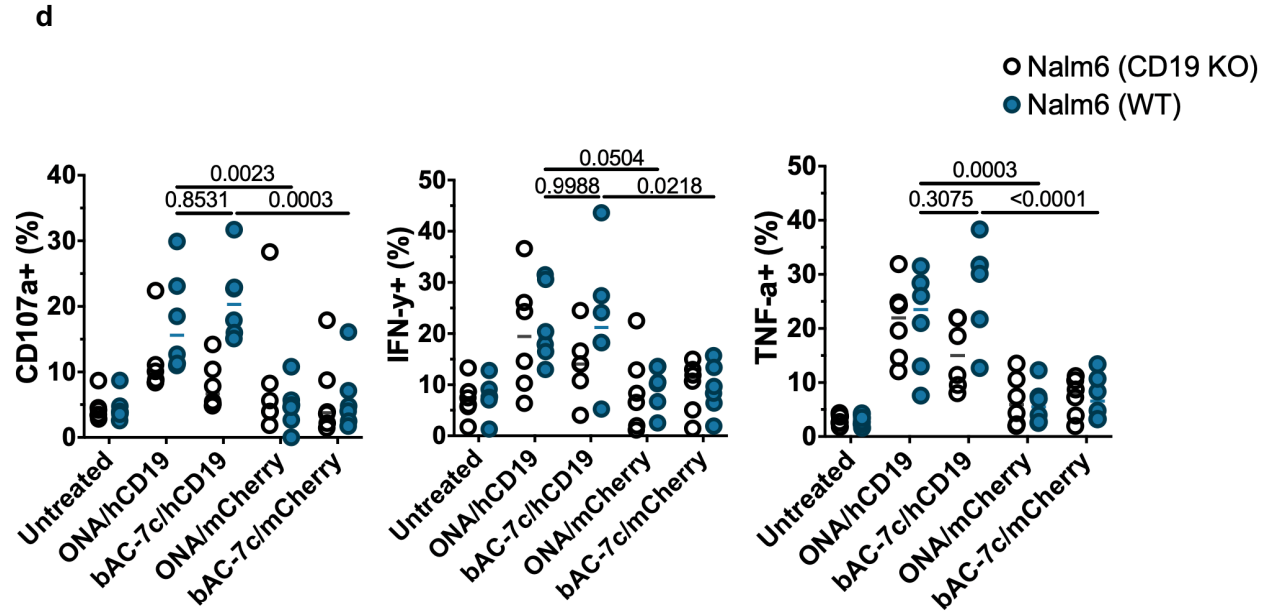 d
Nalm6 (CD19 KO)
Nalm6 (WT)
CD107a+ (%)
40
30
20
10
0
0.0023
0.8531
0.0003
Untreated
ONA/hCD19
bAC-7c/hCD19
ONA/mCherry
bAC-7c/mCherry
IFN-y+ (%)
50
40
30
20
10
0
0.0504
0.9988
0.0218
Untreated
ONA/hCD19
bAC-7c/hCD19
ONA/mCherry
bAC-7c/mCherry
TNF-a+ (%)
50
40
30
20
10
0
0.0003
0.3075
<0.0001
Untreated
ONA/hCD19
bAC-7c/hCD19
ONA/mCherry
bAC-7c/mCherry